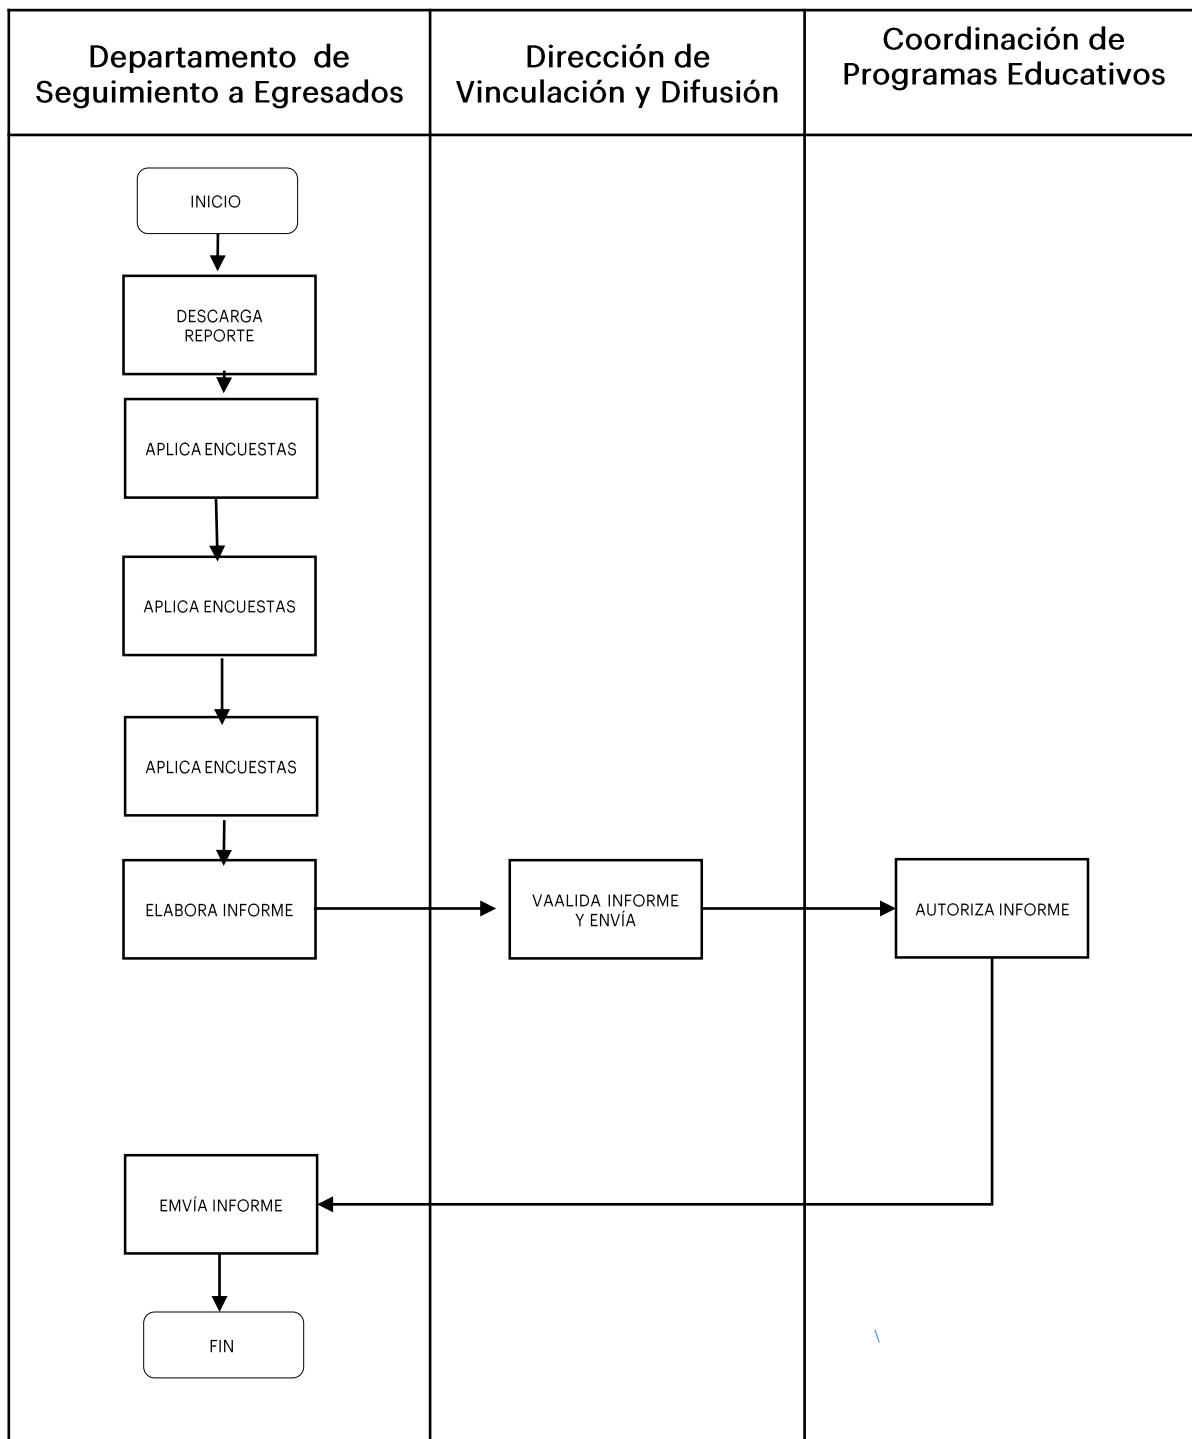 Departamento de
Seguimiento a Egresados
Dirección de
Vinculación y Difusión
Coordinación de
Programas Educativos
INICIO
DESCARGA
REPORTE
APLICA ENCUESTAS
APLICA ENCUESTAS
APLICA ENCUESTAS
ELABORA INFORME
VAALIDA INFORME
Y ENVÍA
AUTORIZA INFORME
EMVÍA INFORME
FIN
\